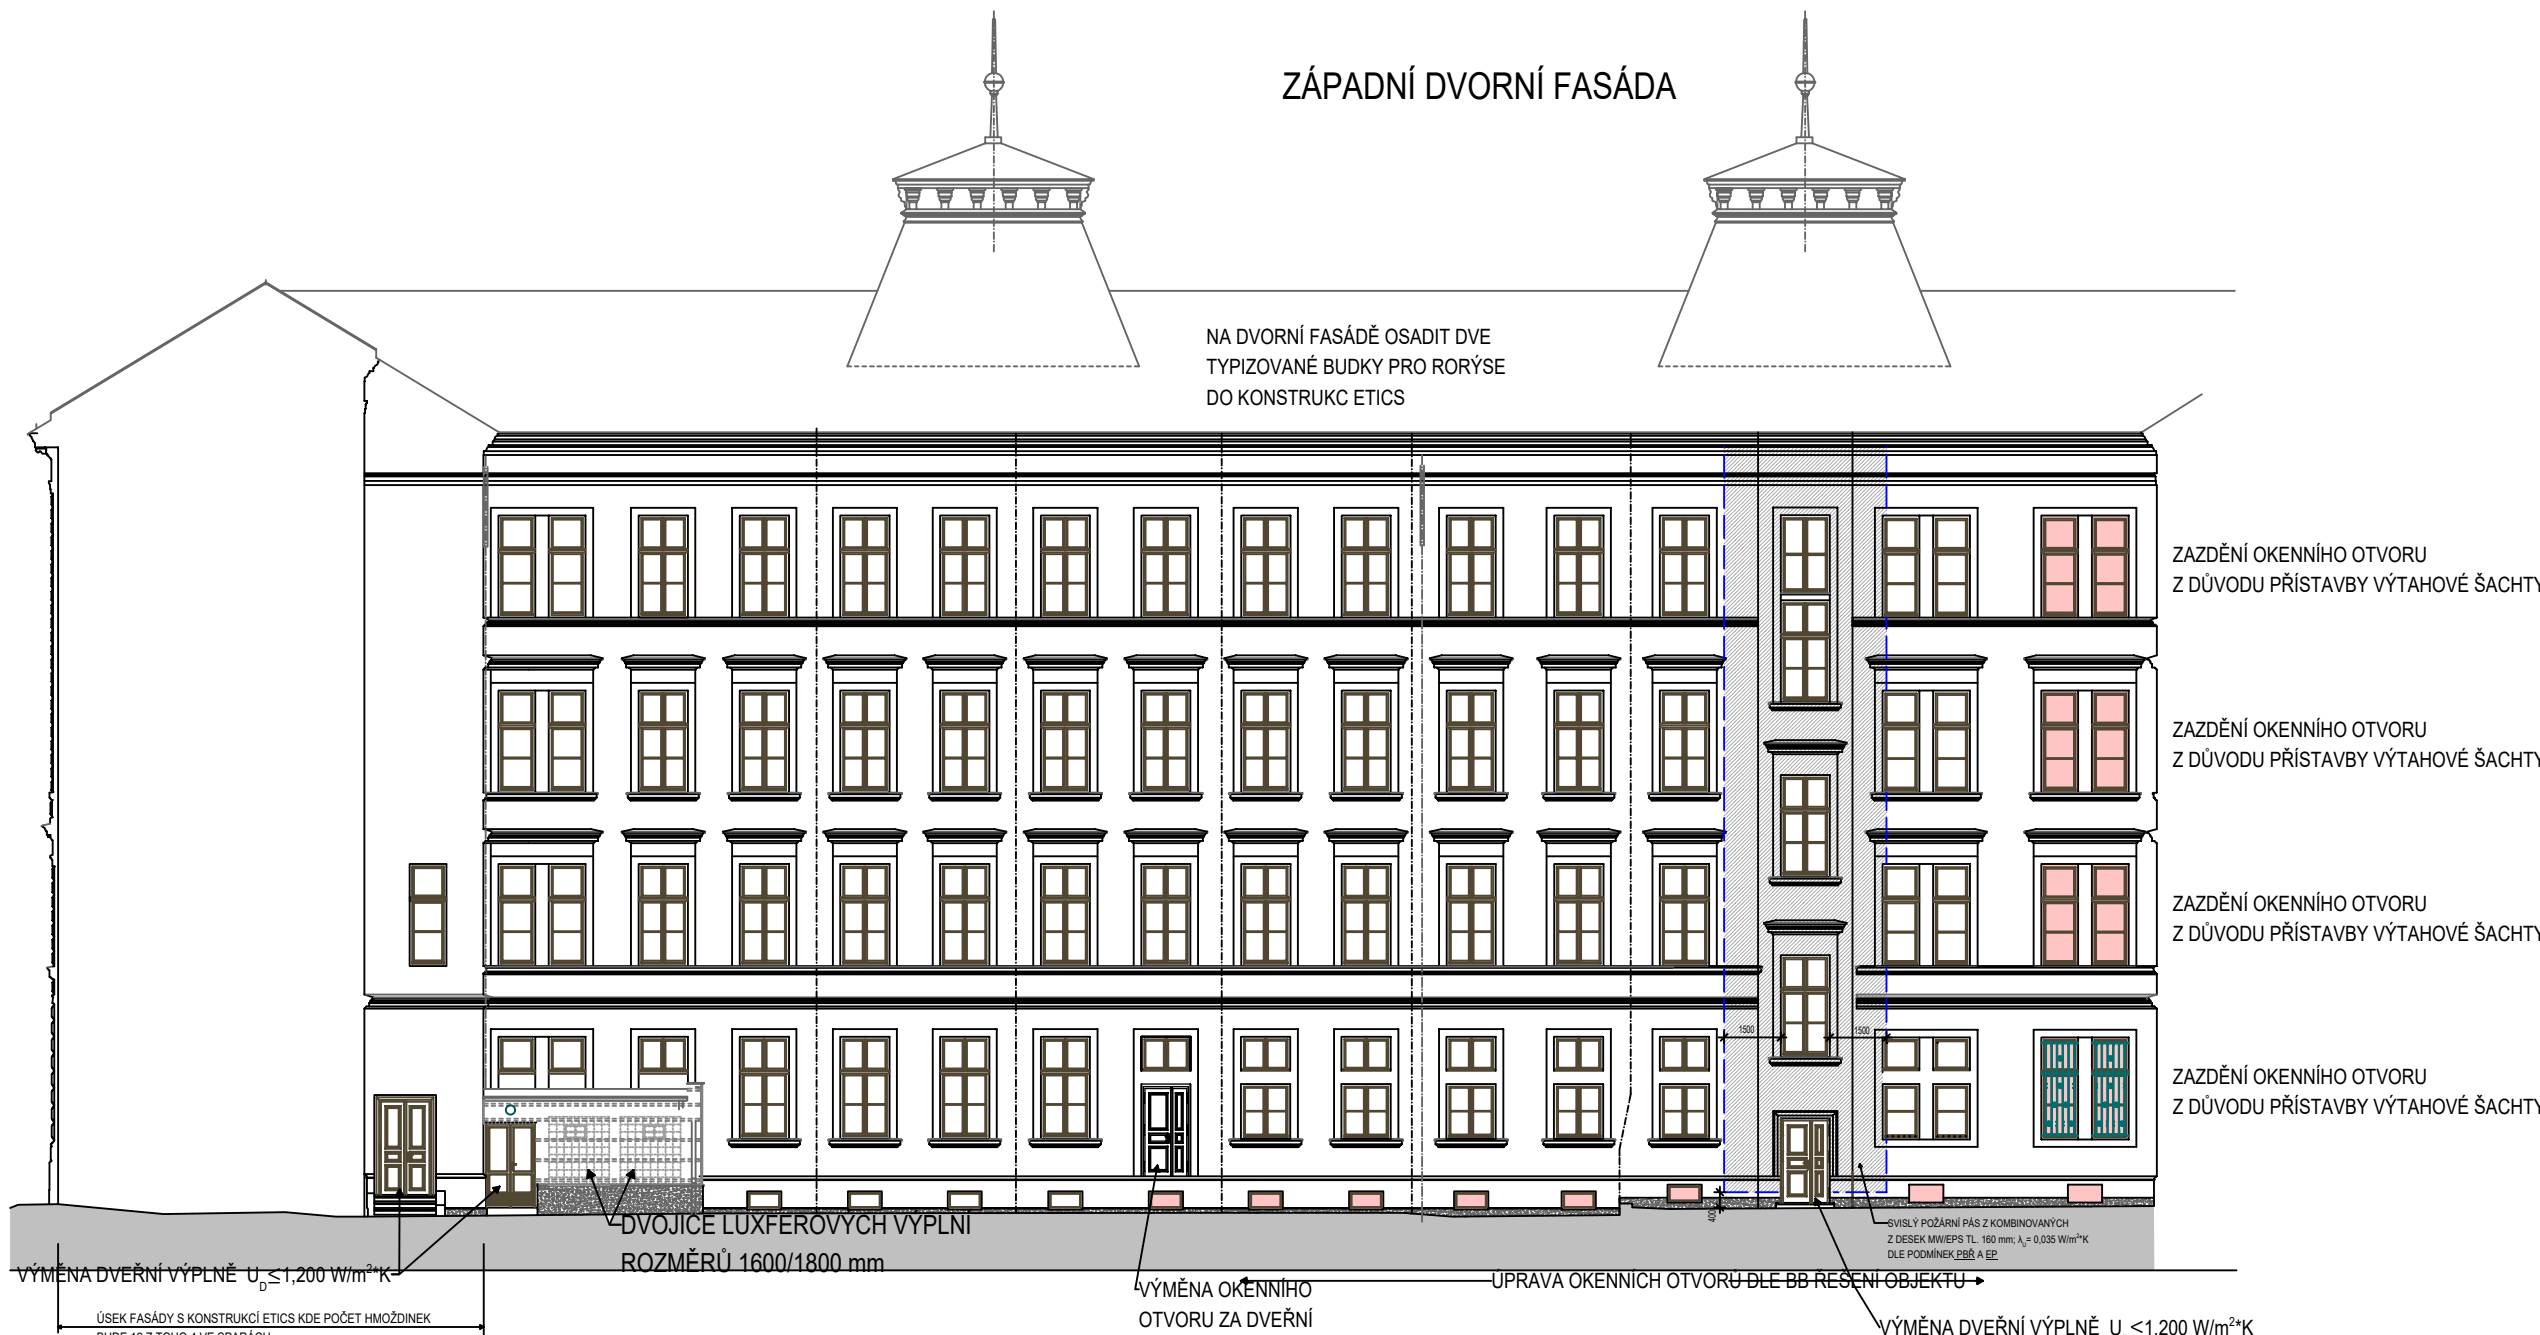 ZÁPADNÍ DVORNÍ FASÁDA
NA DVORNÍ FASÁDĚ OSADIT DVE
TYPIZOVANÉ BUDKY PRO RORÝSE
DO KONSTRUKC ETICS
ZAZDĚNÍ OKENNÍHO OTVORU
Z DŮVODU PŘÍSTAVBY VÝTAHOVÉ ŠACHTY
ZAZDĚNÍ OKENNÍHO OTVORU
Z DŮVODU PŘÍSTAVBY VÝTAHOVÉ ŠACHTY
ZAZDĚNÍ OKENNÍHO OTVORU
Z DŮVODU PŘÍSTAVBY VÝTAHOVÉ ŠACHTY
1500 1500
ZAZDĚNÍ OKENNÍHO OTVORU
Z DŮVODU PŘÍSTAVBY VÝTAHOVÉ ŠACHTY
400
DVOJICE LUXFEROVÝCH VÝPLNÍ
ROZMĚRŮ 1600/1800 mm
SVISLÝ POŽÁRNÍ PÁS Z KOMBINOVANÝCH
Z DESEK MW/EPS TL. 160 mm; λ = 0,035 W/m²*K
DLE PODMÍNEK PBŘ A EP
VÝMĚNA DVEŘNÍ VÝPLNĚ U_D≤1,200 W/m²*K
VÝMĚNA OKENNÍHO
OTVORU ZA DVEŘNÍ
ÚPRAVA OKENNÍCH OTVORŮ DLE BB ŘEŠENÍ OBJEKTU
ÚSEK FASÁDY S KONSTRUKCÍ ETICS KDE POČET HMOŽDINEK
VÝMĚNA DVEŘNÍ VÝPLNĚ U ≤1,200 W/m²*K